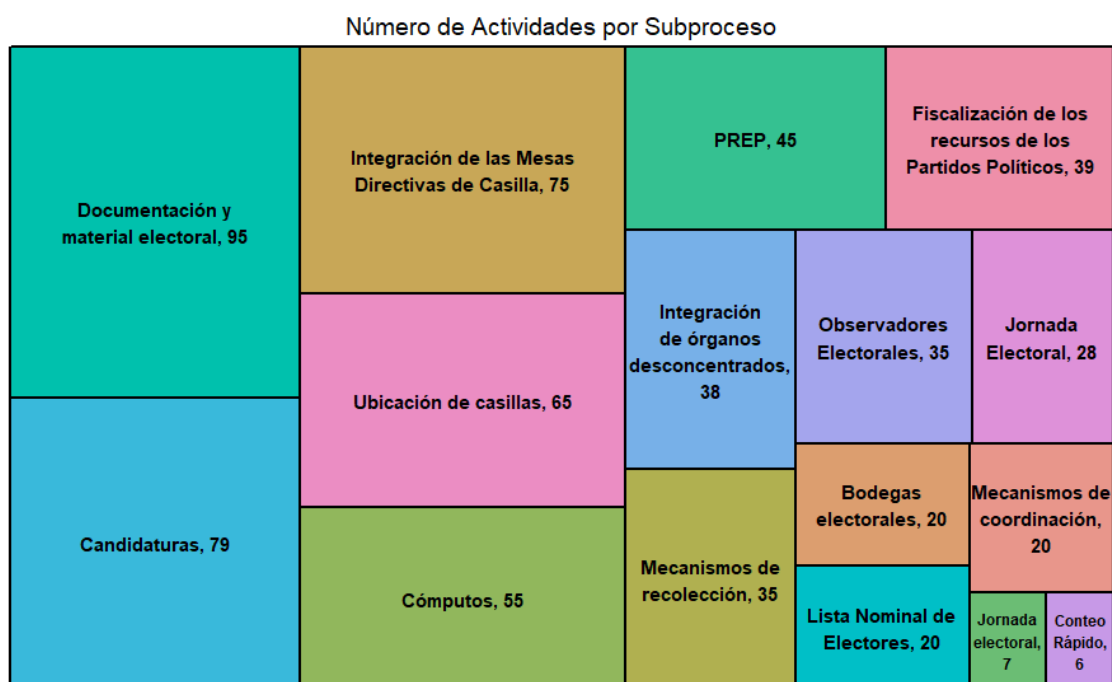 Número de Actividades por Subproceso
Documentación y
material electoral, 95
Candidaturas, 79
Integración de las Mesas
Directivas de Casilla, 75
Ubicación de casillas, 65
Cómputos, 55
PREP, 45
Fiscalización de los
recursos de los
Partidos Políticos, 39
Integración
de órganos
desconcentrados,
38
Observadores
Electorales, 35
Jornada
Electoral, 28
Mecanismos de
recolección, 35
Bodegas
electorales, 20
Mecanismos de
coordinación,
20
Lista Nominal de
Electores, 20
Jornada
electoral,
7
Conteo
Rápido,
6